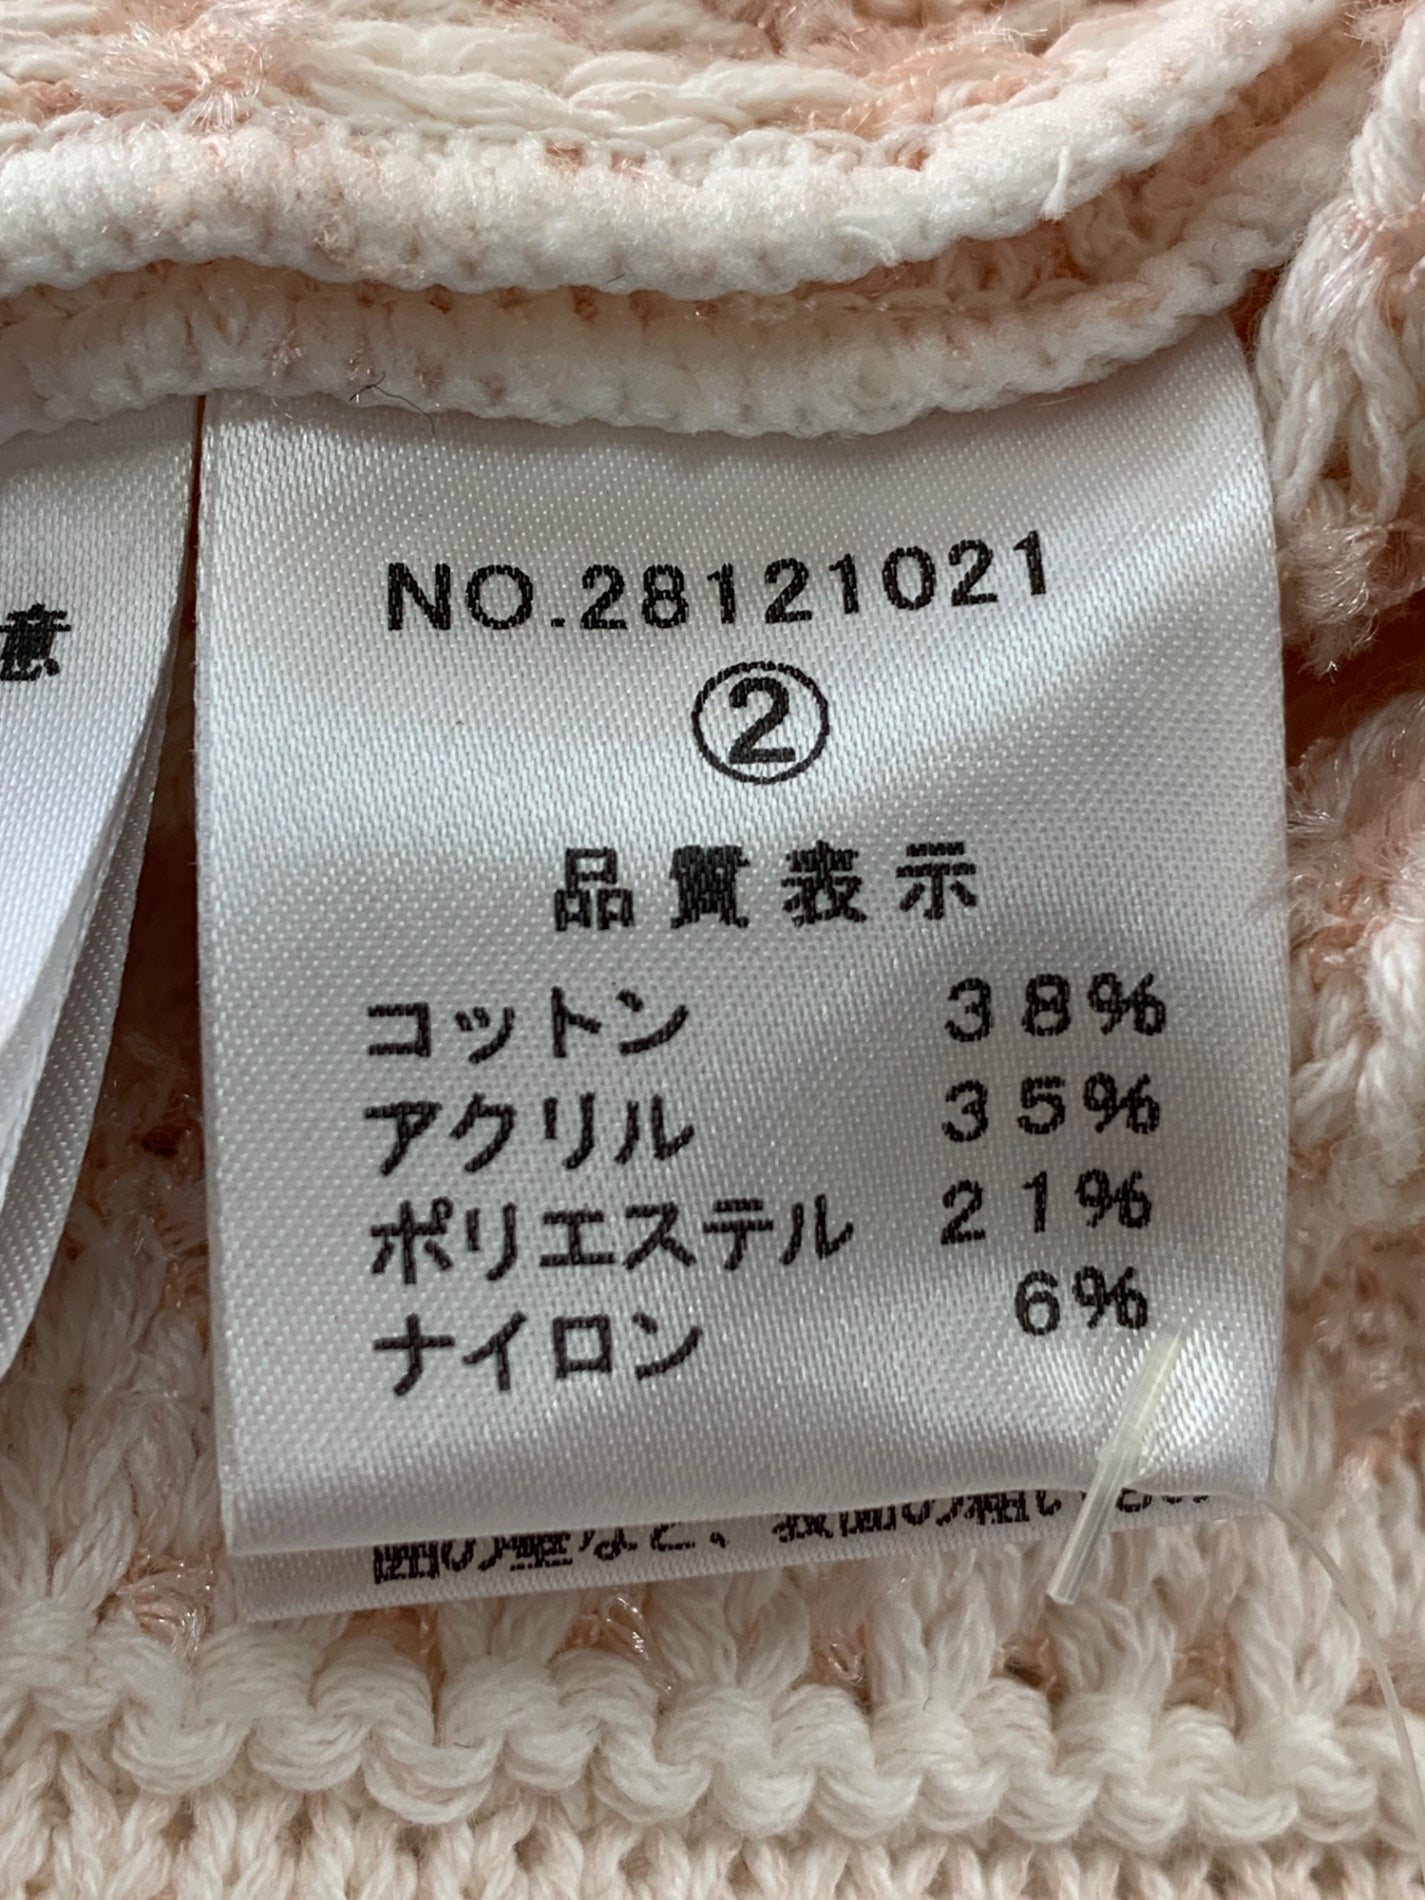 NO.28121021
②
品質表示
コットン 38%
アクリル 35%
ポリエステル 21%
ナイロン 6%
意